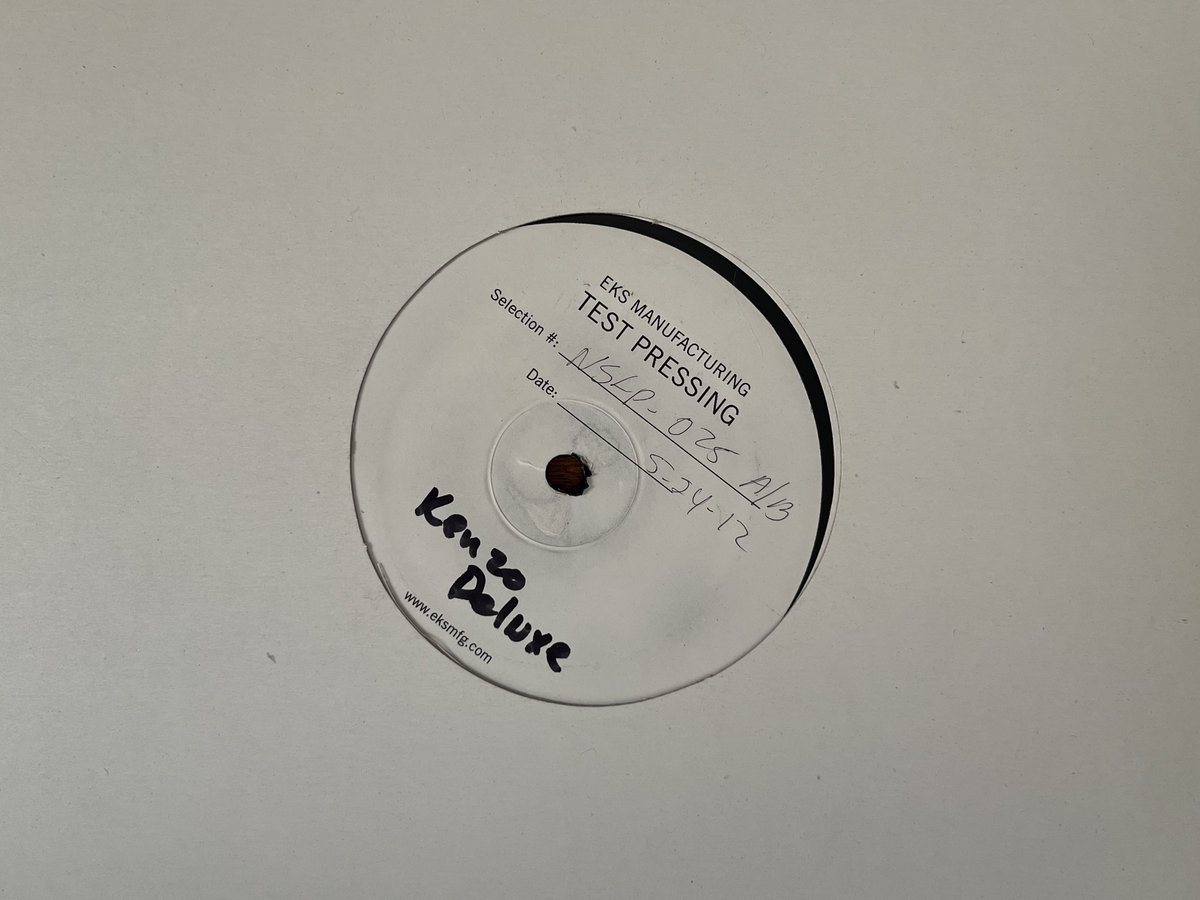 EKS MANUFACTURING
TEST PRESSING
Selection #: NSLP-025 A/B
Date: 5-24-12
Kenzo
Deluxe
www.eksmfg.com